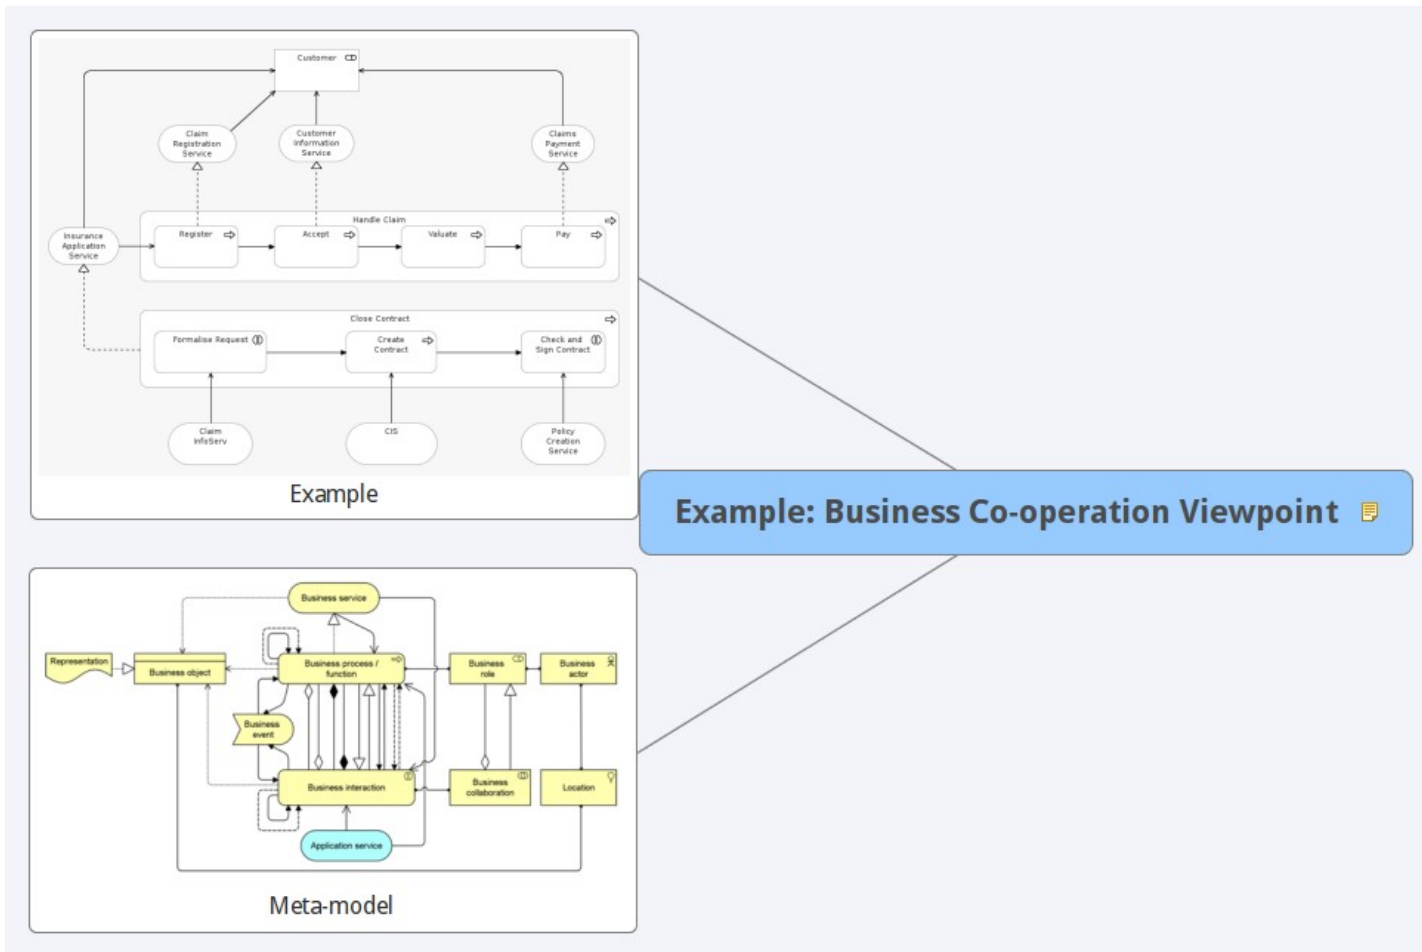 Customer
Claim
Registration
Service
Customer
Information
Service
Claims
Payment
Service
Handle Claim
Insurance
Application
Service
Register
Accept
Valuate
Pay
Close Contract
Formalise Request
Create
Contract
Check and
Sign Contract
Claim
InfoServ
CIS
Policy
Creation
Service
Example
Example: Business Co-operation Viewpoint
Business service
Representation
Business object
Business process /
function
Business
role
Business
actor
Business
event
Business interaction
Business
collaboration
Location
Application service
Meta-model